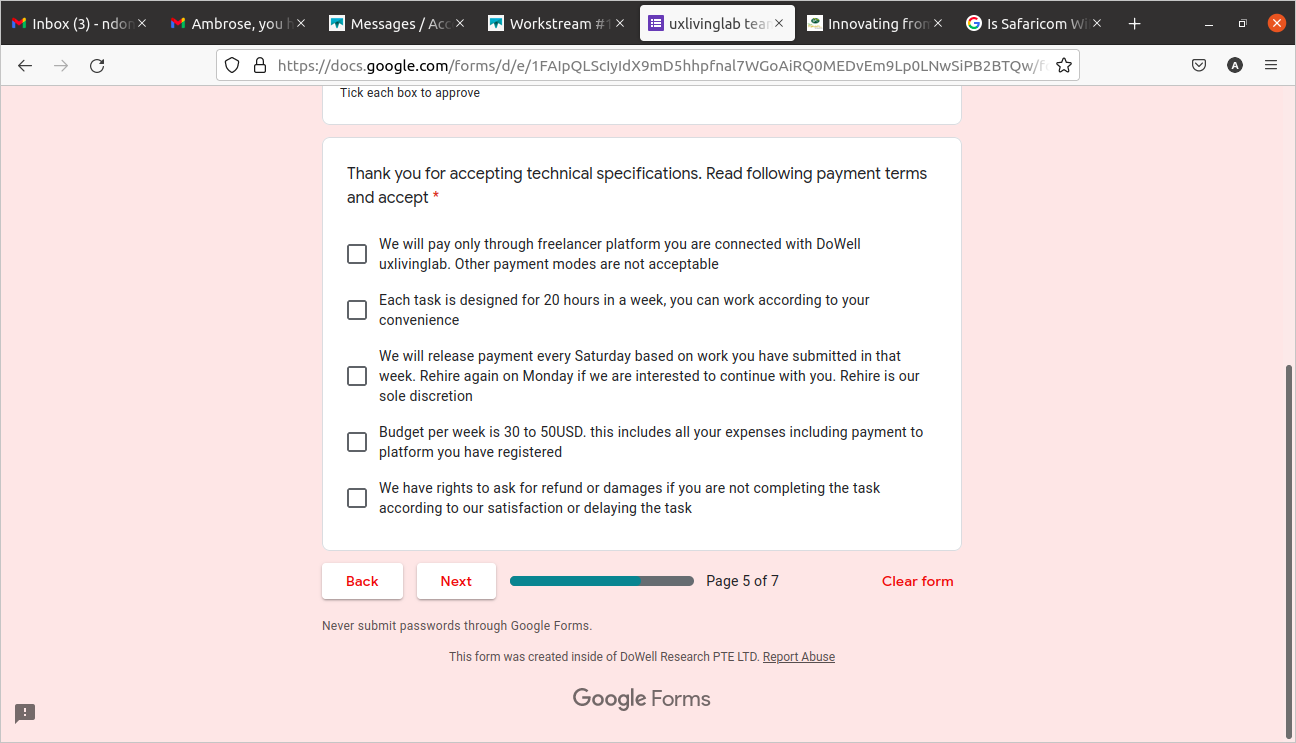 Inbox (3) - ndon
Ambrose, you h
Messages / Acc
Workstream #1
uxlivinglab tear
Innovating from
Is Safaricom Wi
https://docs.google.com/forms/d/e/1FAIpQLScIyIdX9mD5hhpfnal7WGoAiRQ0MEDvEm9Lp0LNwSiPB2BTQw/f
A
Tick each box to approve
Thank you for accepting technical specifications. Read following payment terms
and accept *
We will pay only through freelancer platform you are connected with DoWell
uxlivinglab. Other payment modes are not acceptable
Each task is designed for 20 hours in a week, you can work according to your
convenience
We will release payment every Saturday based on work you have submitted in that
week. Rehire again on Monday if we are interested to continue with you. Rehire is our
sole discretion
Budget per week is 30 to 50USD. this includes all your expenses including payment to
platform you have registered
We have rights to ask for refund or damages if you are not completing the task
according to our satisfaction or delaying the task
Back
Next
Page 5 of 7
Clear form
Never submit passwords through Google Forms.
This form was created inside of DoWell Research PTE LTD. Report Abuse
Google Forms